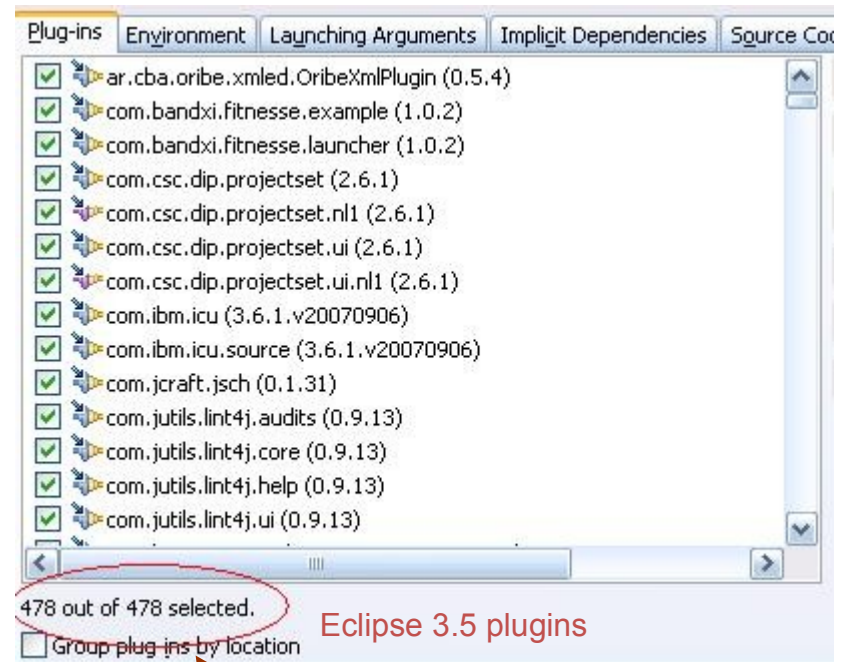 Plug-ins Environment Launching Arguments Implicit Dependencies Source Co
ar.cba.oribe.xmled.OribeXmlPlugin (0.5.4)
com.bandxi.fitnesse.example (1.0.2)
com.bandxi.fitnesse.launcher (1.0.2)
com.csc.dip.projectset (2.6.1)
com.csc.dip.projectset.nl1 (2.6.1)
com.csc.dip.projectset.ui (2.6.1)
com.csc.dip.projectset.ui.nl1 (2.6.1)
com.ibm.icu (3.6.1.v20070906)
com.ibm.icu.source (3.6.1.v20070906)
com.jcraft.jsch (0.1.31)
com.jutils.lint4j.audits (0.9.13)
com.jutils.lint4j.core (0.9.13)
com.jutils.lint4j.help (0.9.13)
com.jutils.lint4j.ui (0.9.13)
478 out of 478 selected.
Eclipse 3.5 plugins
Group plug-ins by location